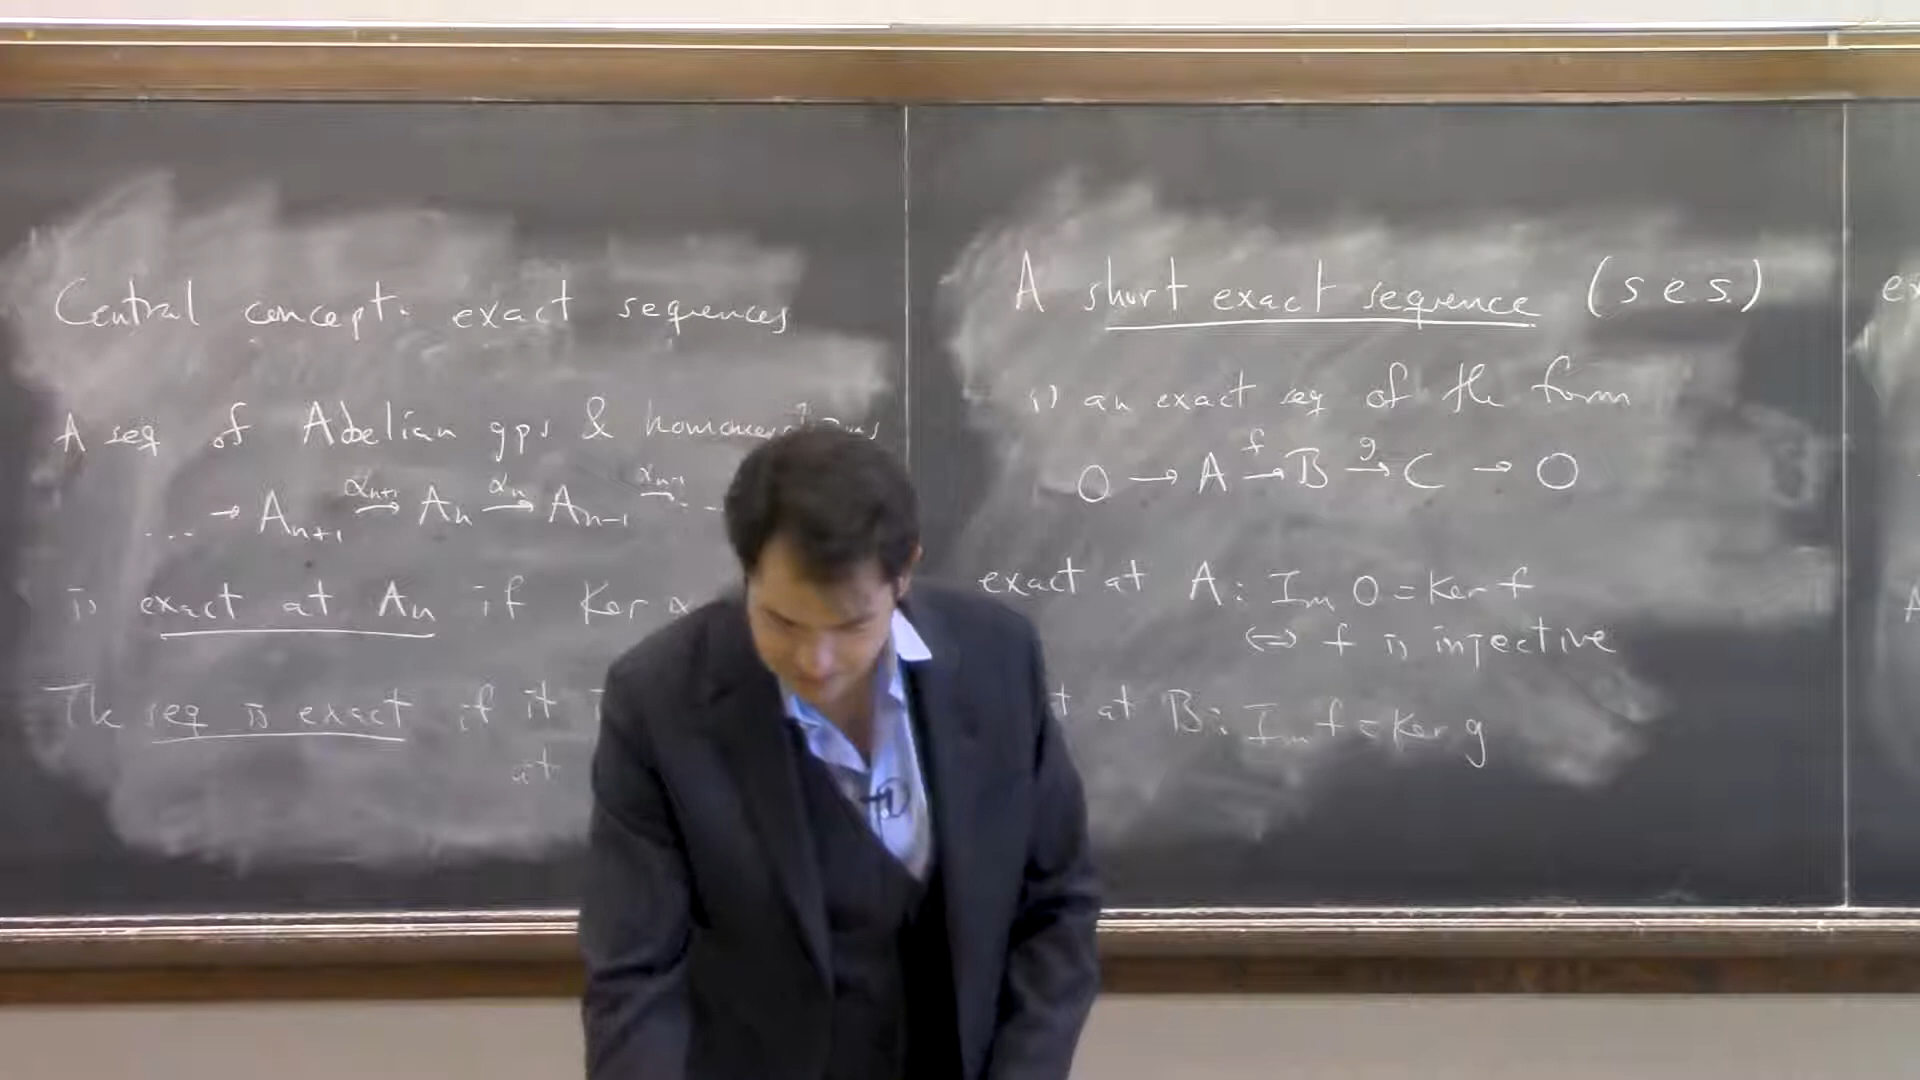 Central concept: exact sequences
A seq of Abelian gps &
... → Aₙ₊₁ →^{αₙ₊₁} Aₙ →^{αₙ} Aₙ₋₁ →^{αₙ₋₁} ...
is exact at Aₙ if Ker α
The seq is exact if it
at
A short exact sequence (ses)
is an exact seq of the form
0 → A →^f B →^g C → 0
exact at A: Im 0 = Ker f
⇔ f is injective
at B: Im f = Ker g
ex
A